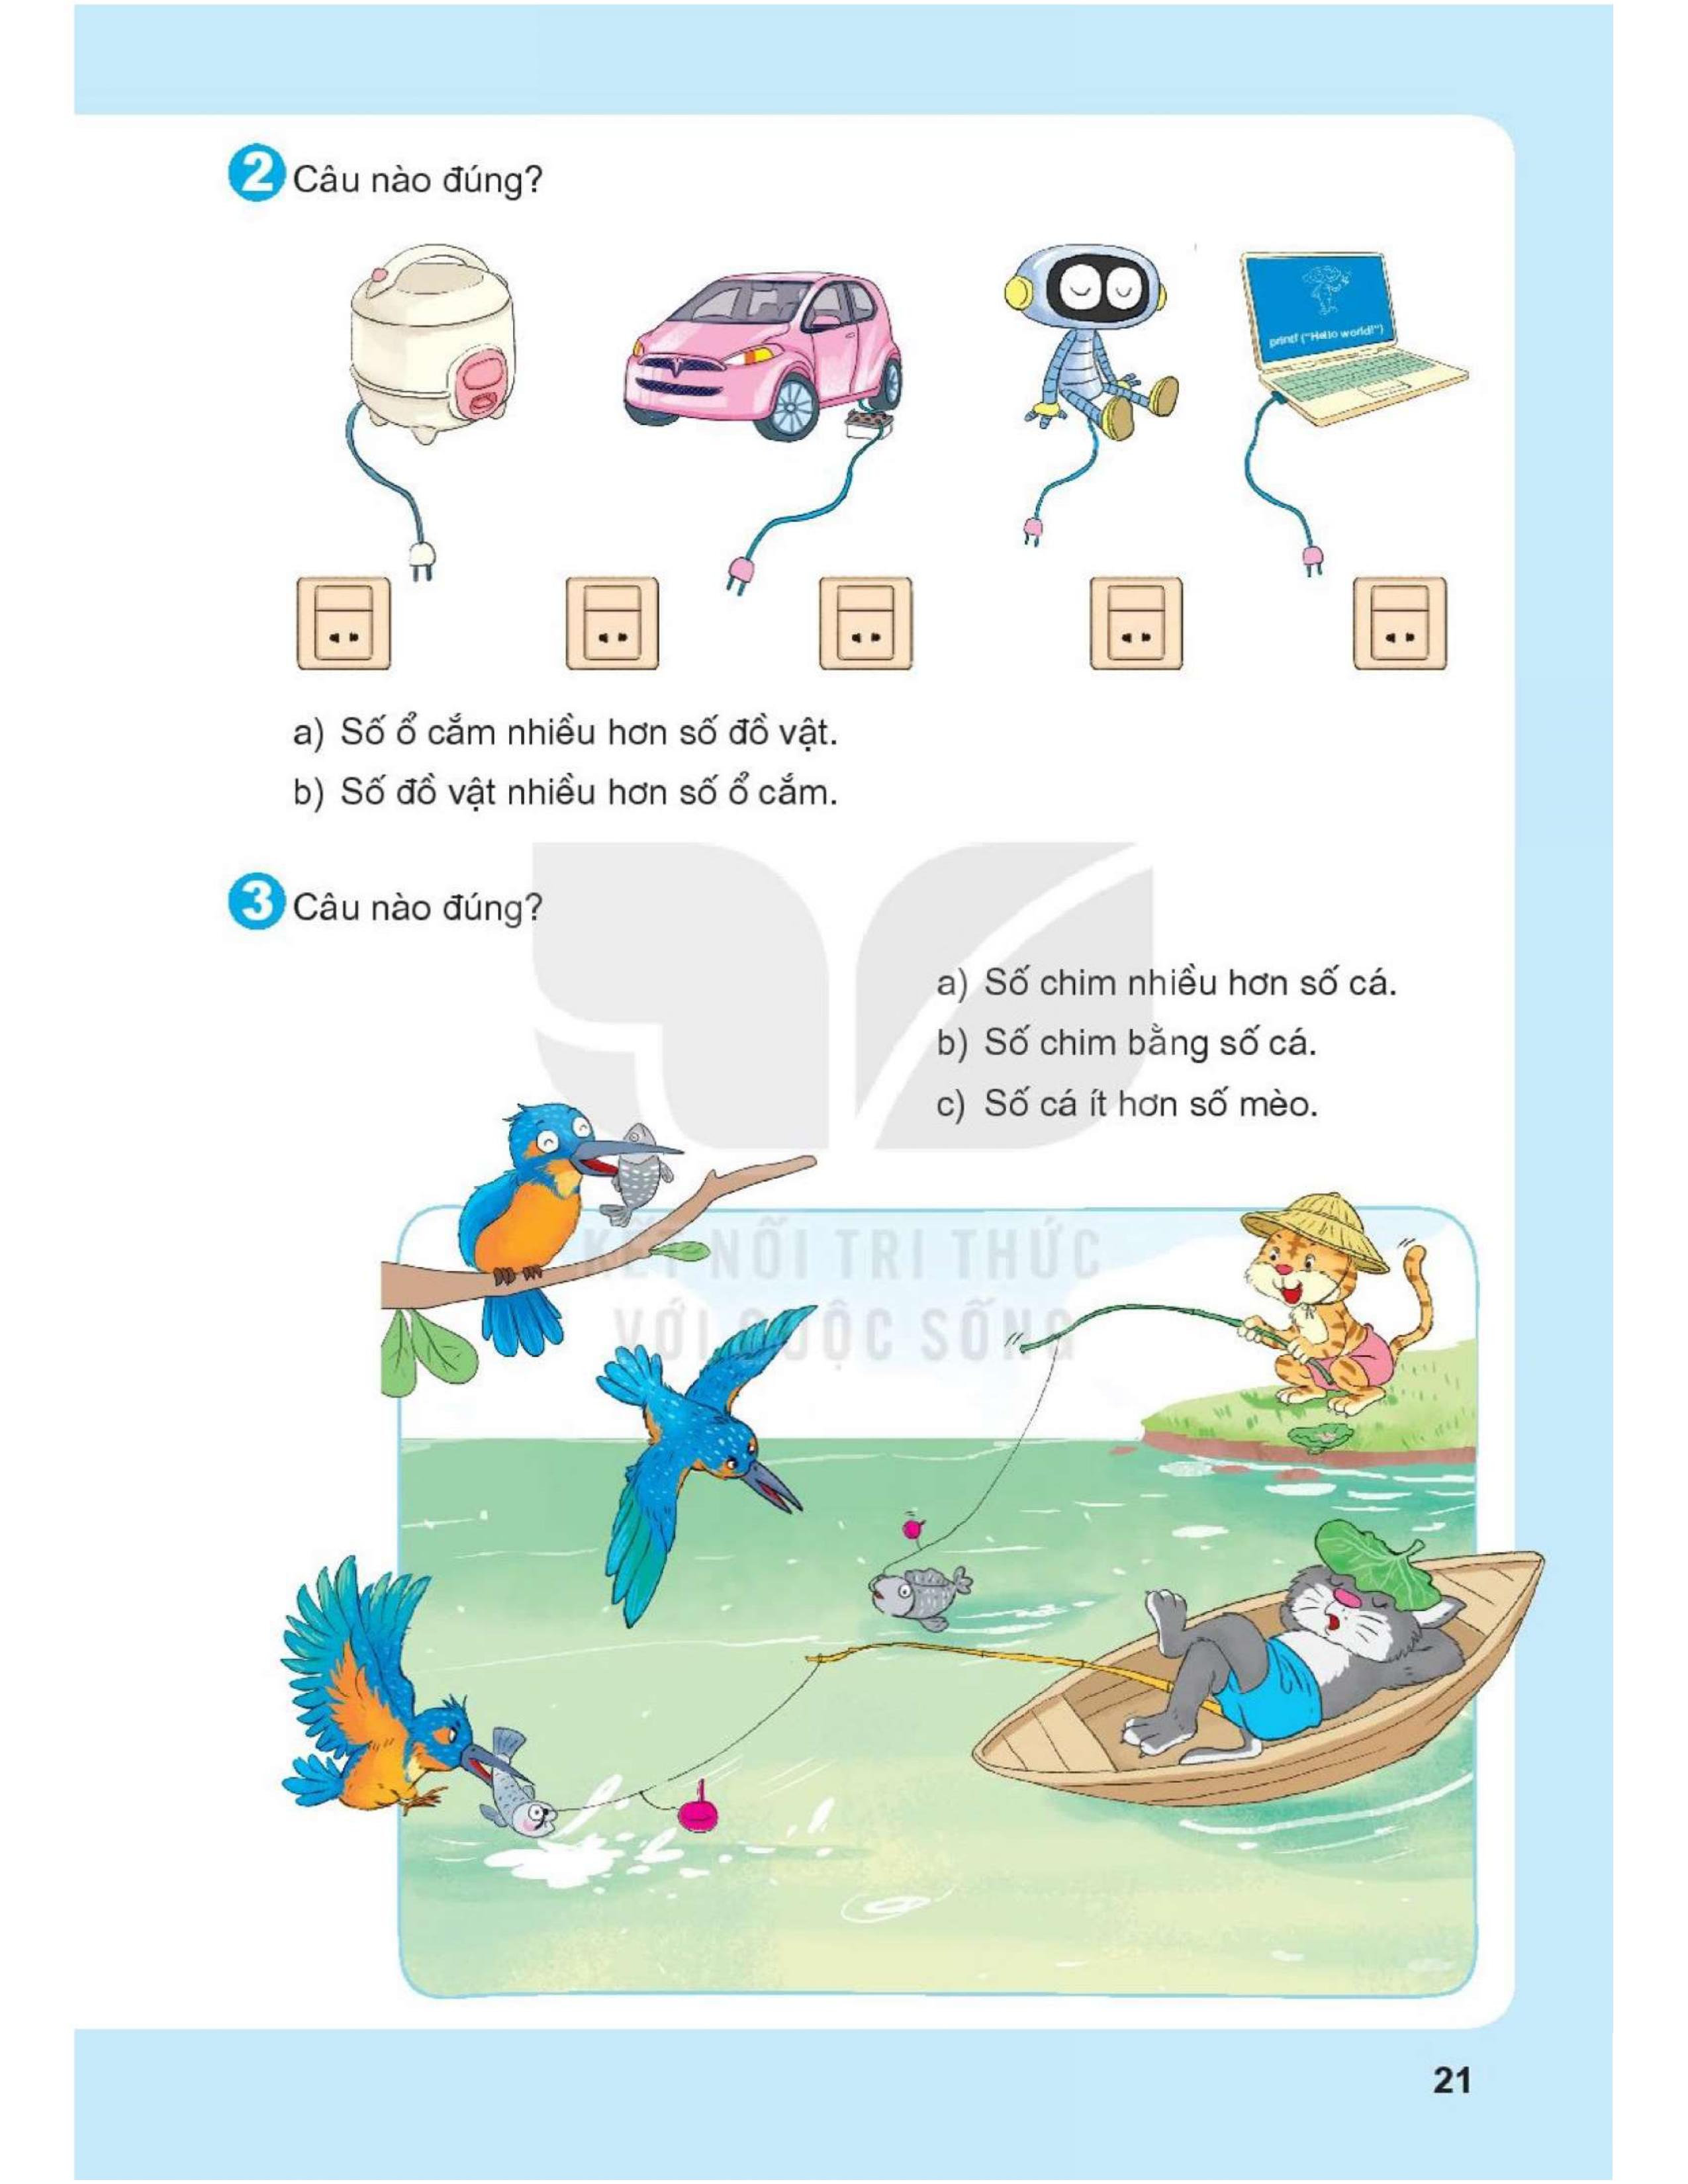 2 Câu nào đúng?
printf ("Hello world!")
a) Số ổ cắm nhiều hơn số đồ vật.
b) Số đồ vật nhiều hơn số ổ cắm.
3 Câu nào đúng?
a) Số chim nhiều hơn số cá.
b) Số chim bằng số cá.
c) Số cá ít hơn số mèo.
KẾT NỐI TRI THỨC
VỚI CUỘC SỐNG
21